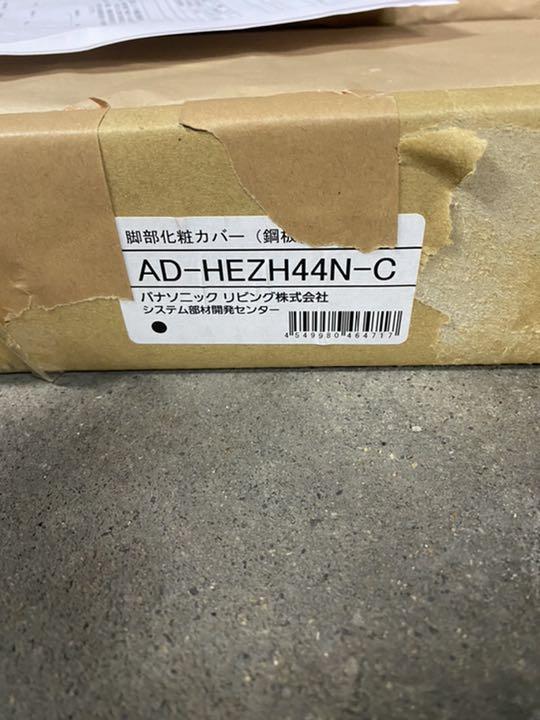 脚部化粧カバー（鋼板
AD-HEZH44N-C
パナソニック リビング株式会社
システム部材開発センター
4549980464717